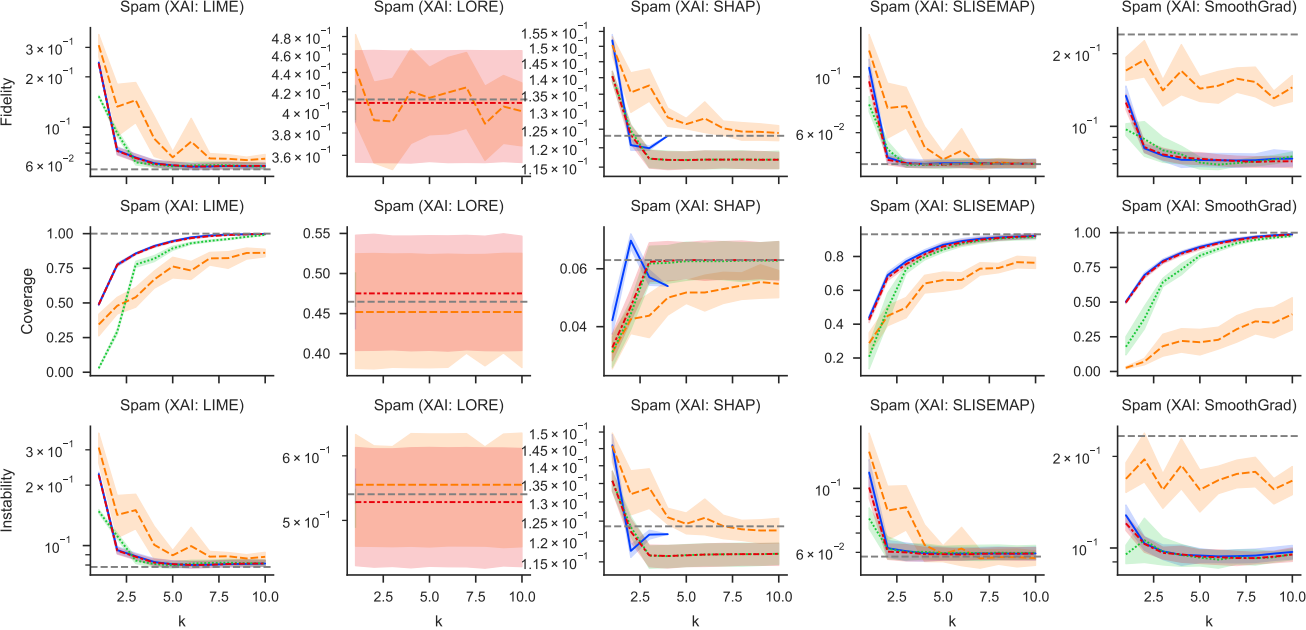 Spam (XAI: LIME) Spam (XAI: LORE) Spam (XAI: SHAP) Spam (XAI: SLISEMAP) Spam (XAI: SmoothGrad)
Fidelity
3 × 10⁻¹
2 × 10⁻¹
10⁻¹
6 × 10⁻²
4.8 × 10⁻¹
4.6 × 10⁻¹
4.4 × 10⁻¹
4.2 × 10⁻¹
4 × 10⁻¹
3.8 × 10⁻¹
3.6 × 10⁻¹
1.55 × 10⁻¹
1.5 × 10⁻¹
1.45 × 10⁻¹
1.4 × 10⁻¹
1.35 × 10⁻¹
1.3 × 10⁻¹
1.25 × 10⁻¹
1.2 × 10⁻¹
1.15 × 10
10⁻¹
6 × 10⁻²
2 × 10⁻¹
10⁻¹
Spam (XAI: LIME) Spam (XAI: LORE) Spam (XAI: SHAP) Spam (XAI: SLISEMAP) Spam (XAI: SmoothGrad)
Coverage
1.00
0.75
0.50
0.25
0.00
0.55
0.50
0.45
0.40
0.06
0.04
0.8
0.6
0.4
0.2
1.00
0.75
0.50
0.25
0.00
Spam (XAI: LIME) Spam (XAI: LORE) Spam (XAI: SHAP) Spam (XAI: SLISEMAP) Spam (XAI: SmoothGrad)
Instability
3 × 10⁻¹
2 × 10⁻¹
10⁻¹
6 × 10⁻¹
5 × 10⁻¹
1.5 × 10⁻¹
1.45 × 10⁻¹
1.4 × 10⁻¹
1.35 × 10⁻¹
1.3 × 10⁻¹
1.25 × 10⁻¹
1.2 × 10⁻¹
1.15 × 10⁻¹
10⁻¹
6 × 10⁻²
2 × 10⁻¹
10⁻¹
2.5 5.0 7.5 10.0 2.5 5.0 7.5 10.0 2.5 5.0 7.5 10.0 2.5 5.0 7.5 10.0 2.5 5.0 7.5 10.0
k k k k k